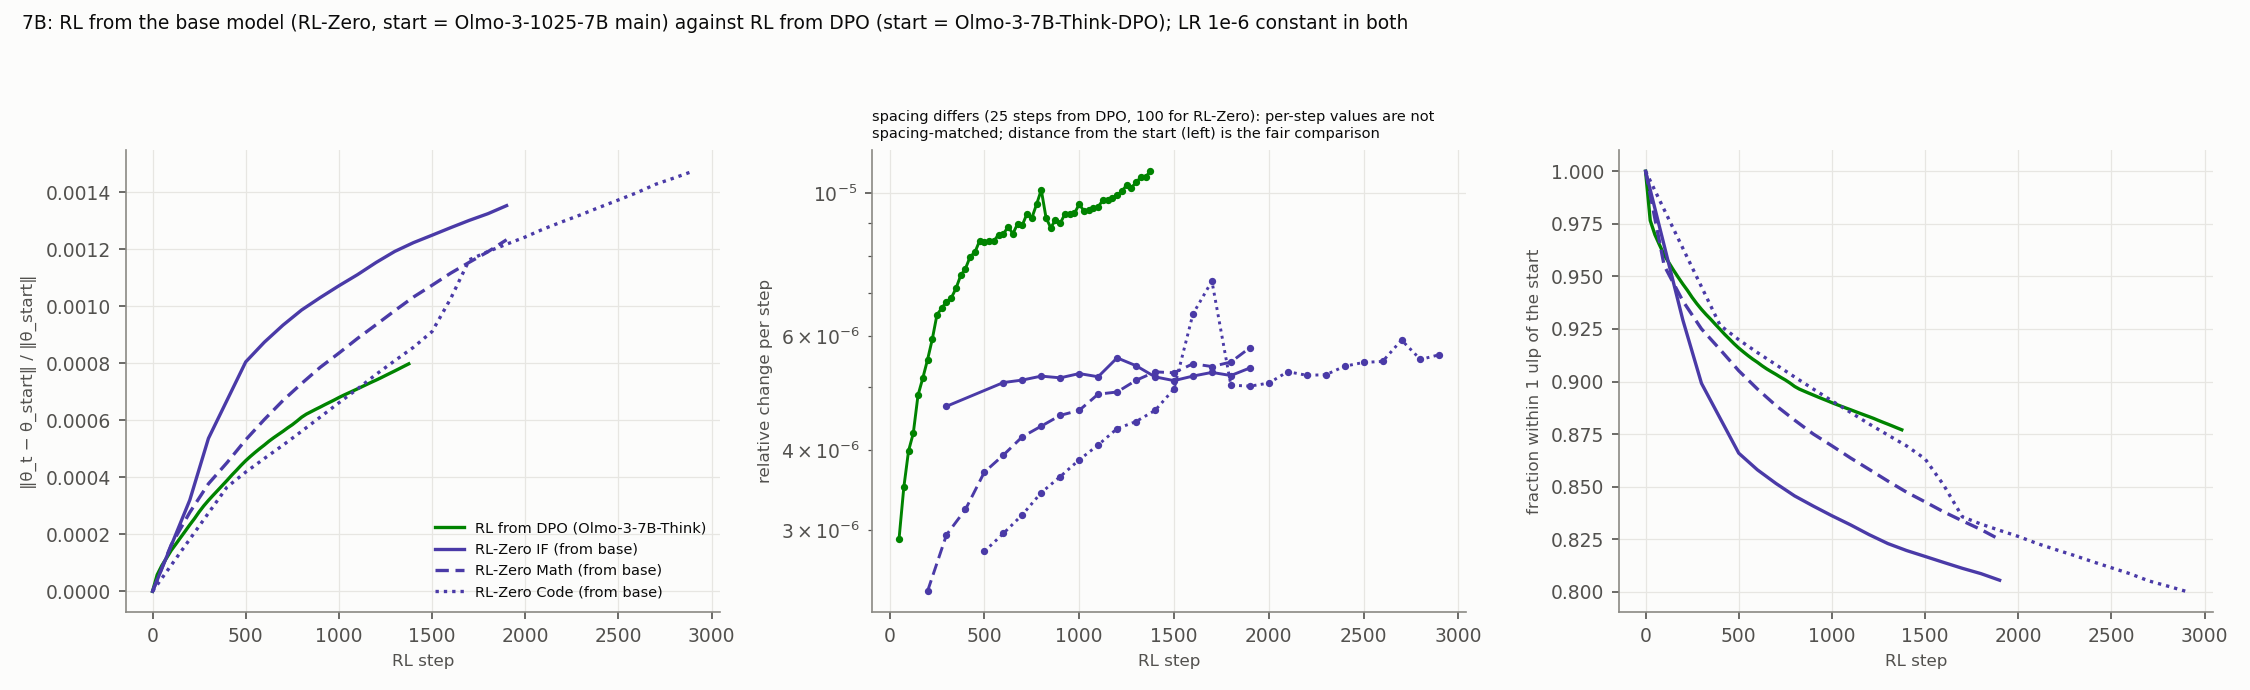 7B: RL from the base model (RL-Zero, start = Olmo-3-1025-7B main) against RL from DPO (start = Olmo-3-7B-Think-DPO); LR 1e-6 constant in both
‖θ_t − θ_start‖ / ‖θ_start‖
0.0014
0.0012
0.0010
0.0008
0.0006
0.0004
0.0002
0.0000
RL from DPO (Olmo-3-7B-Think)
RL-Zero IF (from base)
RL-Zero Math (from base)
RL-Zero Code (from base)
0 500 1000 1500 2000 2500 3000
RL step
spacing differs (25 steps from DPO, 100 for RL-Zero): per-step values are not
spacing-matched; distance from the start (left) is the fair comparison
relative change per step
10⁻⁵
6 × 10⁻⁶
4 × 10⁻⁶
3 × 10⁻⁶
0 500 1000 1500 2000 2500 3000
RL step
fraction within 1 ulp of the start
1.000
0.975
0.950
0.925
0.900
0.875
0.850
0.825
0.800
0 500 1000 1500 2000 2500 3000
RL step